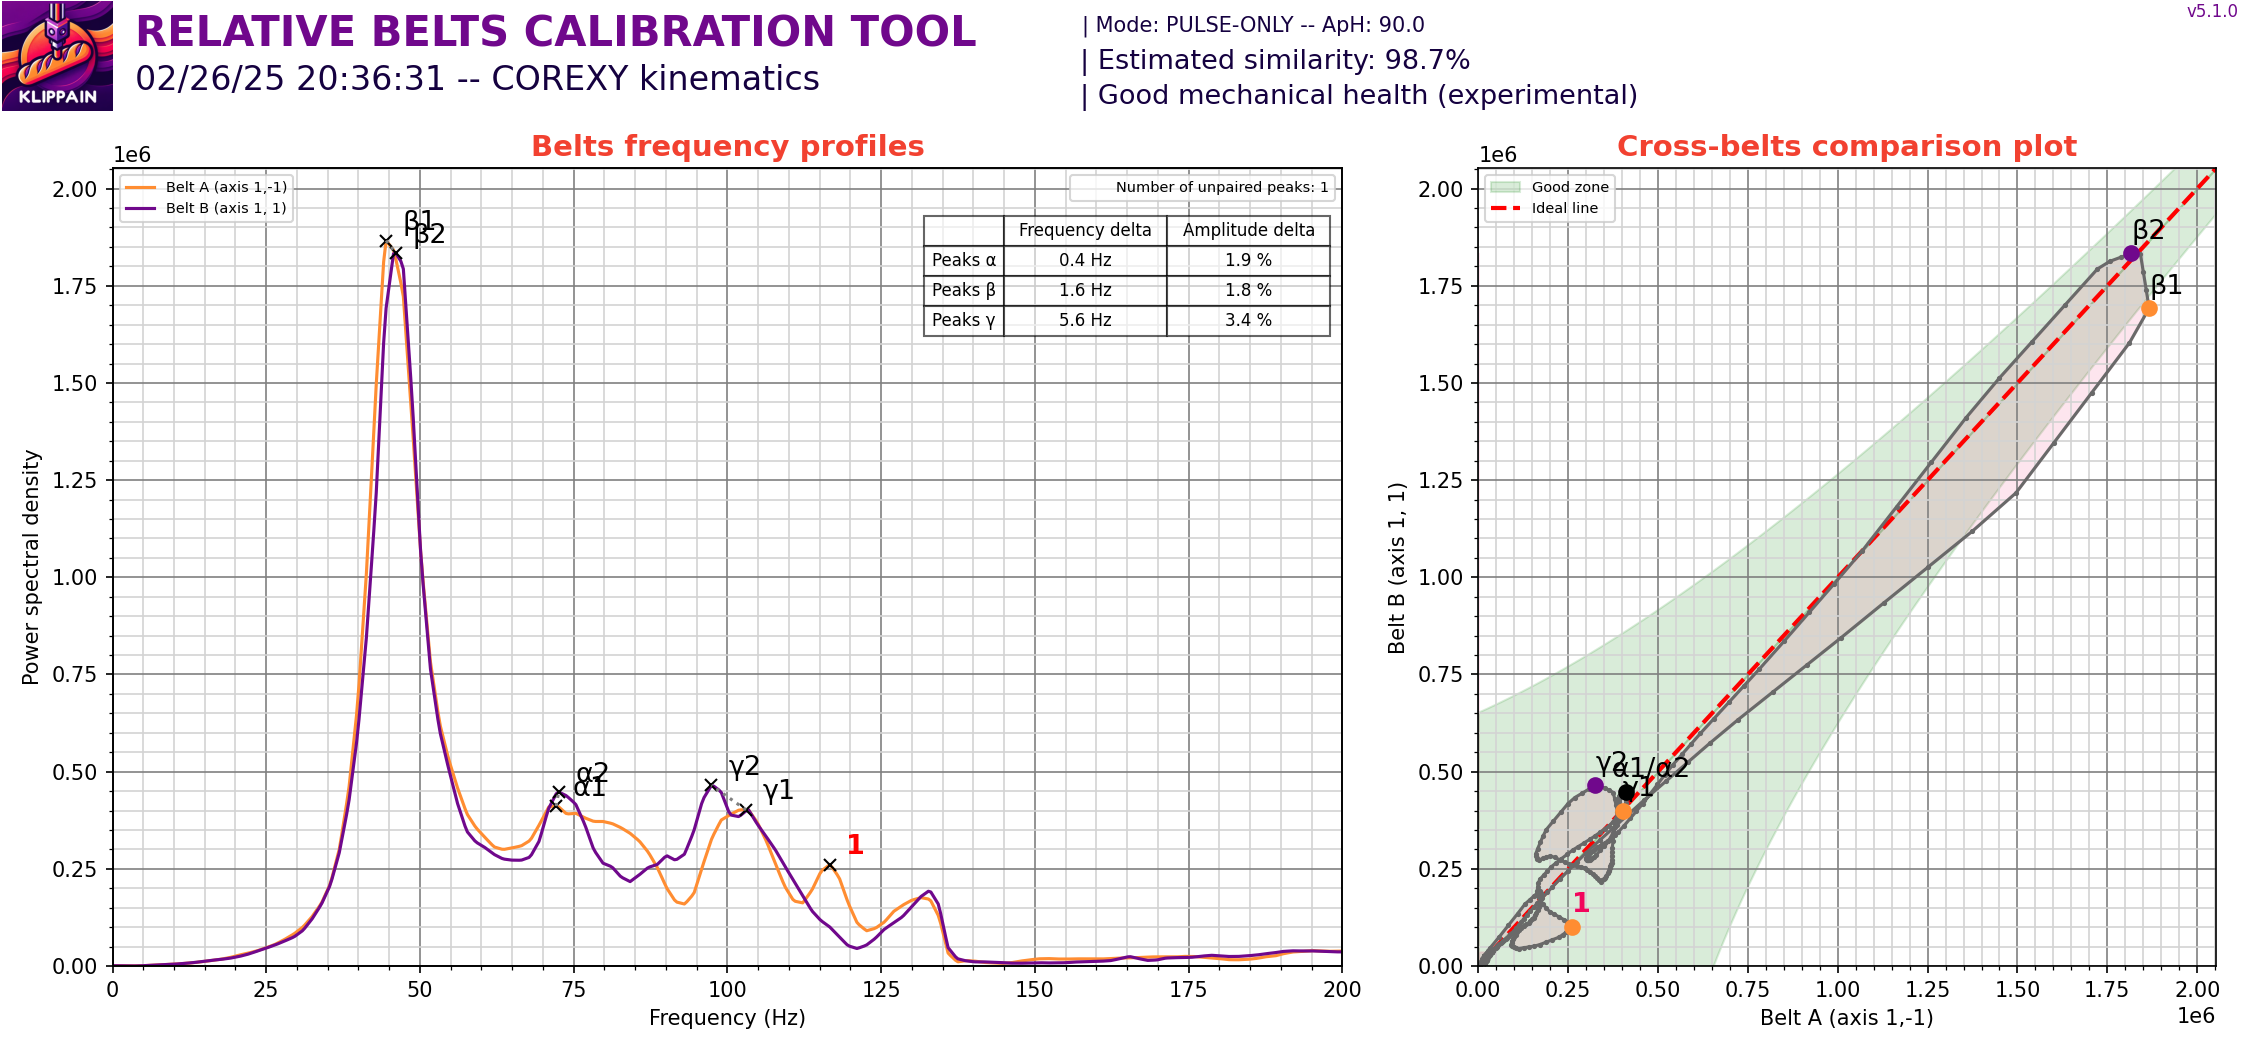 KLIPPAIN
RELATIVE BELTS CALIBRATION TOOL
02/26/25 20:36:31 -- COREXY kinematics
| Mode: PULSE-ONLY -- ApH: 90.0
| Estimated similarity: 98.7%
| Good mechanical health (experimental)
v5.1.0
Belts frequency profiles
1e6
Belt A (axis 1,-1)
Belt B (axis 1, 1)
Number of unpaired peaks: 1
Frequency delta Amplitude delta
Peaks α 0.4 Hz 1.9 %
Peaks β 1.6 Hz 1.8 %
Peaks γ 5.6 Hz 3.4 %
β1
β2
α2
α1
γ2
γ1
1
2.00
1.75
1.50
1.25
1.00
0.75
0.50
0.25
0.00
Power spectral density
0 25 50 75 100 125 150 175 200
Frequency (Hz)
Cross-belts comparison plot
1e6
Good zone
Ideal line
β2
β1
γ2
α1/α2
γ1
1
2.00
1.75
1.50
1.25
1.00
0.75
0.50
0.25
0.00
Belt B (axis 1, 1)
0.00 0.25 0.50 0.75 1.00 1.25 1.50 1.75 2.00
Belt A (axis 1,-1)
1e6